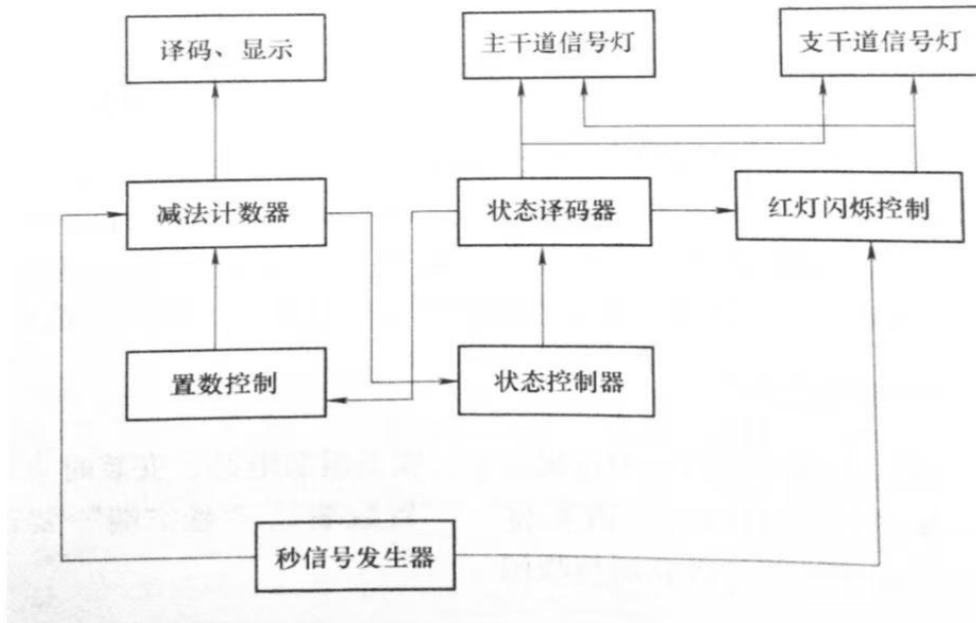 译码、显示
主干道信号灯
支干道信号灯
减法计数器
状态译码器
红灯闪烁控制
置数控制
状态控制器
秒信号发生器